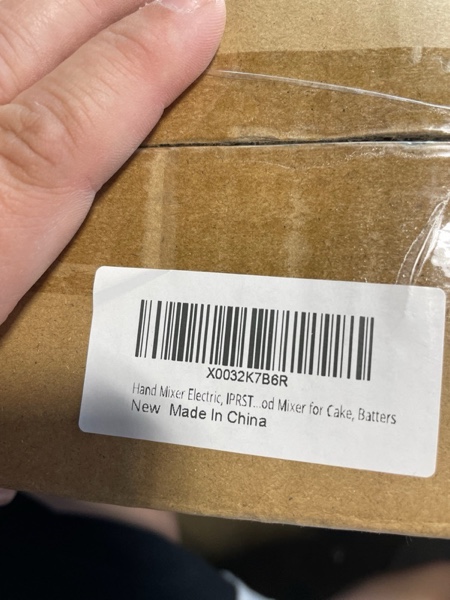 X0032K7B6R
Hand Mixer Electric, IPRST...od Mixer for Cake, Batters
New Made In China